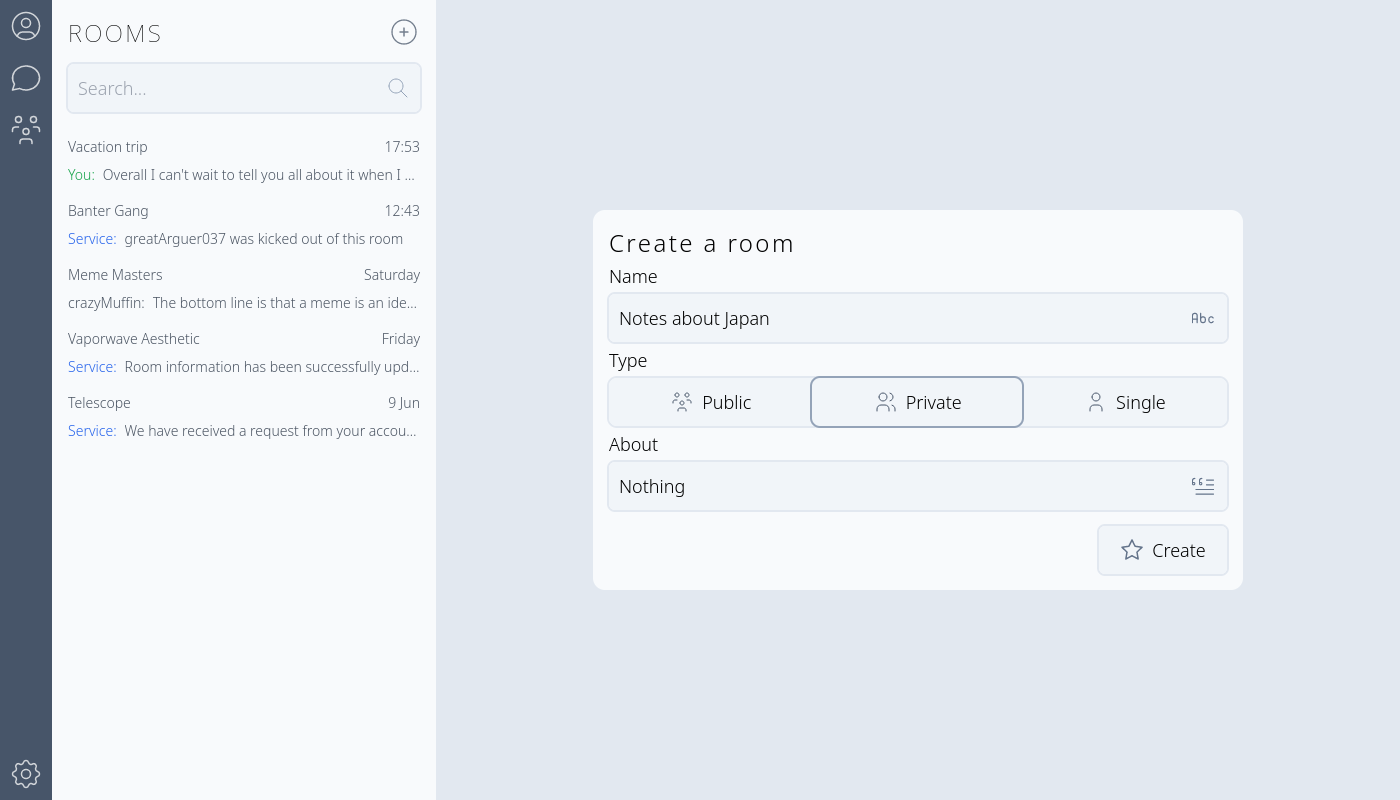 ROOMS
Search...
Vacation trip 17:53
You: Overall I can't wait to tell you all about it when I ...
Banter Gang 12:43
Service: greatArguer037 was kicked out of this room
Meme Masters Saturday
crazyMuffin: The bottom line is that a meme is an ide...
Vaporwave Aesthetic Friday
Service: Room information has been successfully upd...
Telescope 9 Jun
Service: We have received a request from your accou...
Create a room
Name
Notes about Japan Abc
Type
Public Private Single
About
Nothing
Create